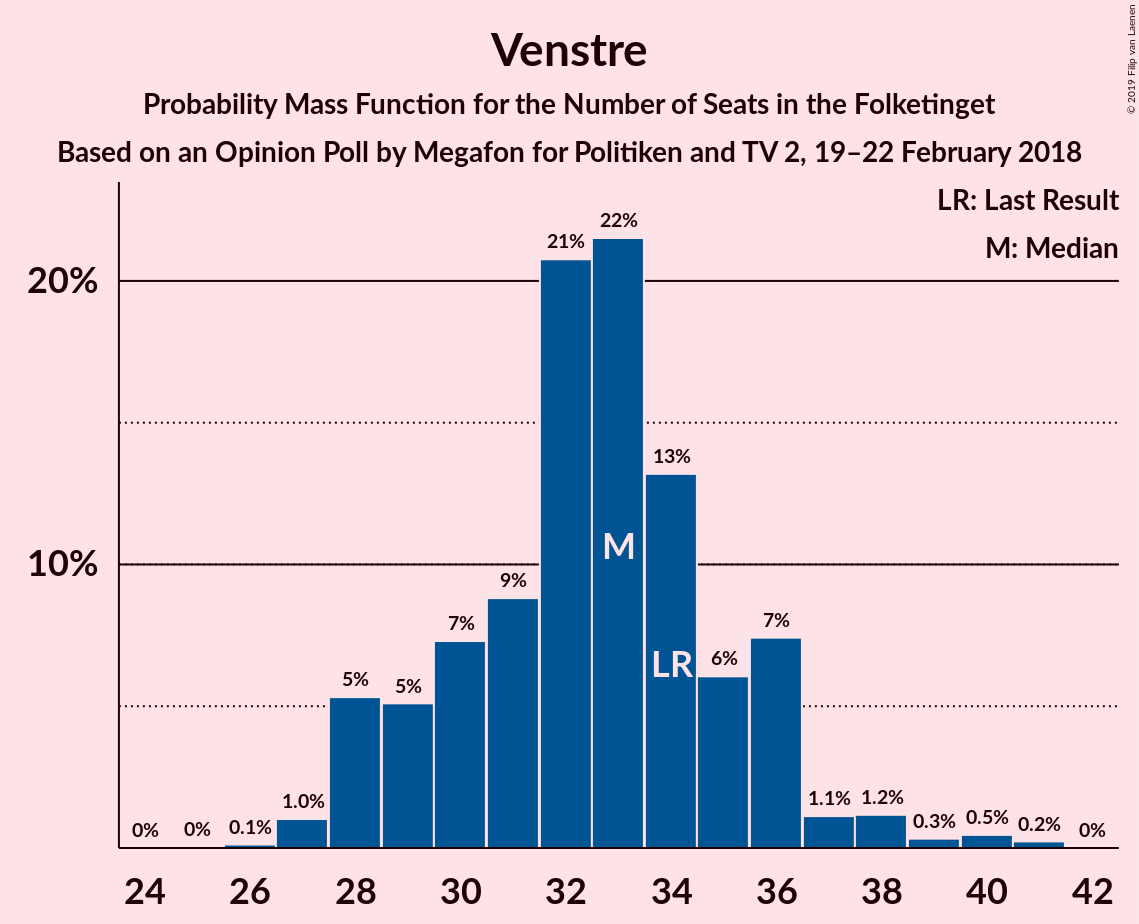 Venstre
Probability Mass Function for the Number of Seats in the Folketinget
Based on an Opinion Poll by Megafon for Politiken and TV 2, 19–22 February 2018
© 2019 Filip van Laenen
LR: Last Result
M: Median
20%
10%
0% 0% 0.1% 1.0% 5% 5% 7% 9% 21% 22% 13% 6% 7% 1.1% 1.2% 0.3% 0.5% 0.2% 0%
M
LR
24 26 28 30 32 34 36 38 40 42